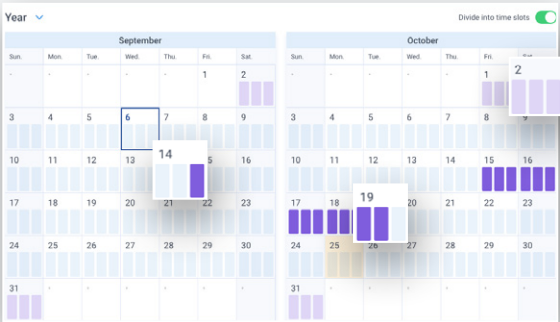 Year
Divide into time slots
September
Sun. Mon. Tue. Wed. Thu. Fri. Sat.
1 2
3 4 5 6 7 8 9
10 11 12 13 14 15 16
17 18 19 20 21 22 23
24 25 26 27 28 29 30
31
October
Sun. Mon. Tue. Wed. Thu. Fri. Sat.
1 2
3 4 5 6 7 8 9
10 11 12 13 14 15 16
17 18 19 20 21 22 23
24 25 26 27 28 29 30
31